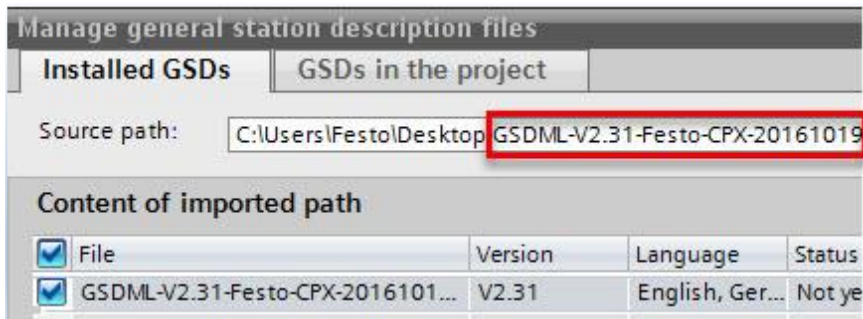 Manage general station description files
Installed GSDs GSDs in the project
Source path: C:\Users\Festo\Desktop GSDML-V2.31-Festo-CPX-20161019
Content of imported path
File Version Language Status
GSDML-V2.31-Festo-CPX-2016101... V2.31 English, Ger... Not ye